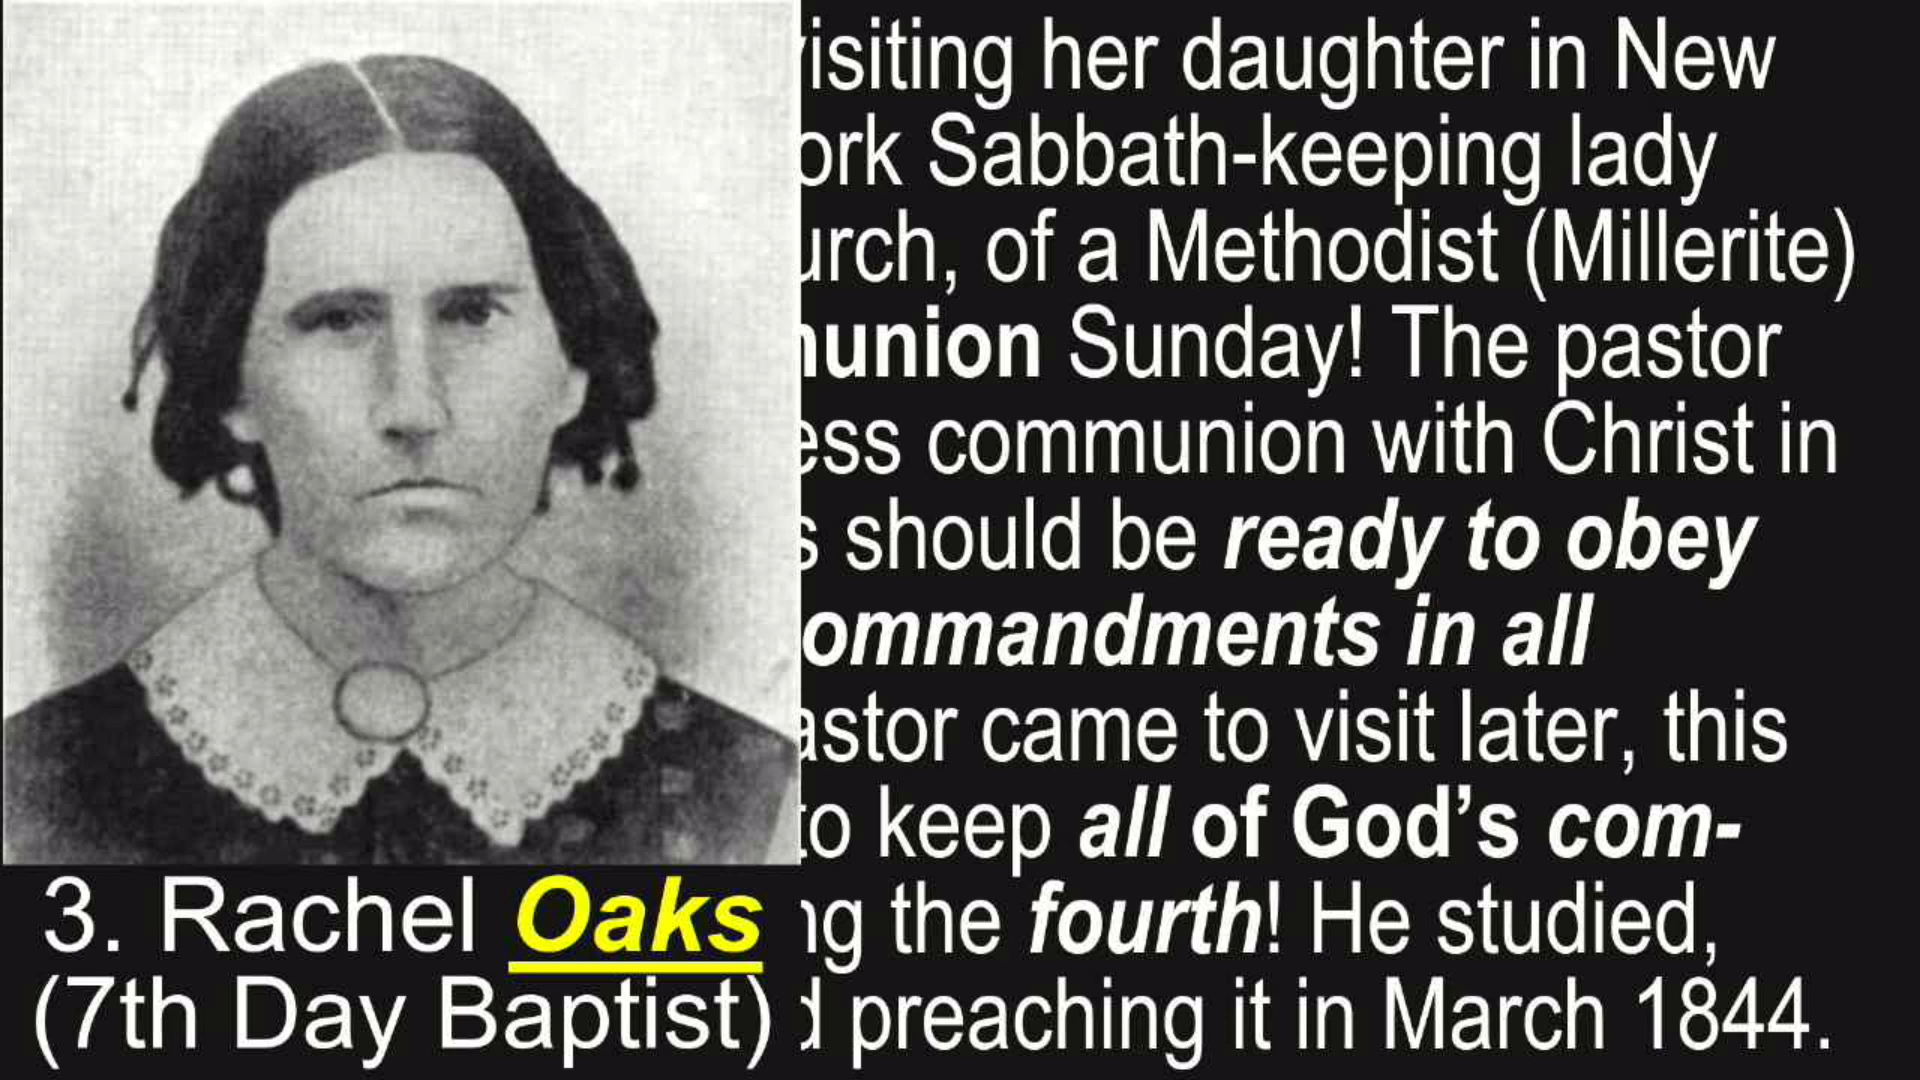 isiting her daughter in New
ork Sabbath-keeping lady
urch, of a Methodist (Millerite)
union Sunday! The pastor
ess communion with Christ in
s should be ready to obey
ommandments in all
astor came to visit later, this
to keep all of God's com-
ng the fourth! He studied,
d preaching it in March 1844.
3. Rachel Oaks
(7th Day Baptist)